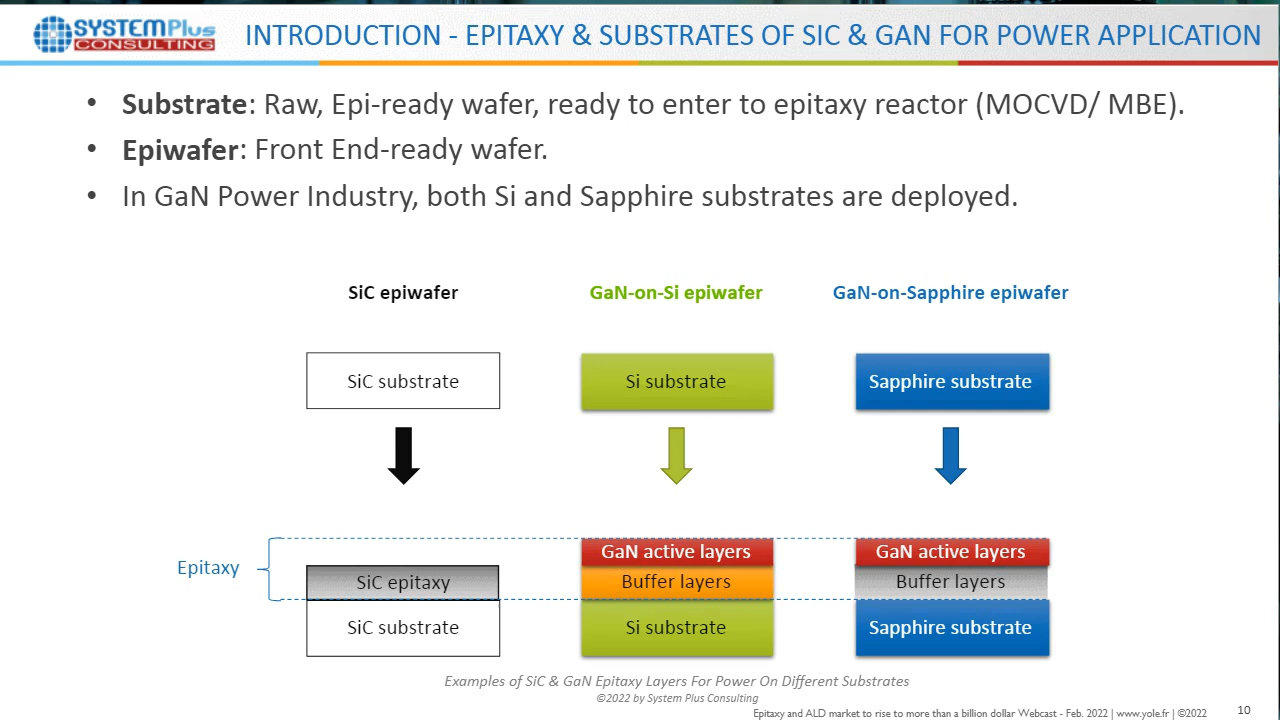 SYSTEMPlus
CONSULTING
INTRODUCTION - EPITAXY & SUBSTRATES OF SIC & GAN FOR POWER APPLICATION
• Substrate: Raw, Epi-ready wafer, ready to enter to epitaxy reactor (MOCVD/ MBE).
• Epiwafer: Front End-ready wafer.
• In GaN Power Industry, both Si and Sapphire substrates are deployed.
SiC epiwafer
GaN-on-Si epiwafer
GaN-on-Sapphire epiwafer
SiC substrate
Si substrate
Sapphire substrate
Epitaxy
GaN active layers
GaN active layers
SiC epitaxy
Buffer layers
Buffer layers
SiC substrate
Si substrate
Sapphire substrate
Examples of SiC & GaN Epitaxy Layers For Power On Different Substrates
©2022 by System Plus Consulting
Epitaxy and ALD market to rise to more than a billion dollar Webcast - Feb. 2022 | www.yole.fr | ©2022
10